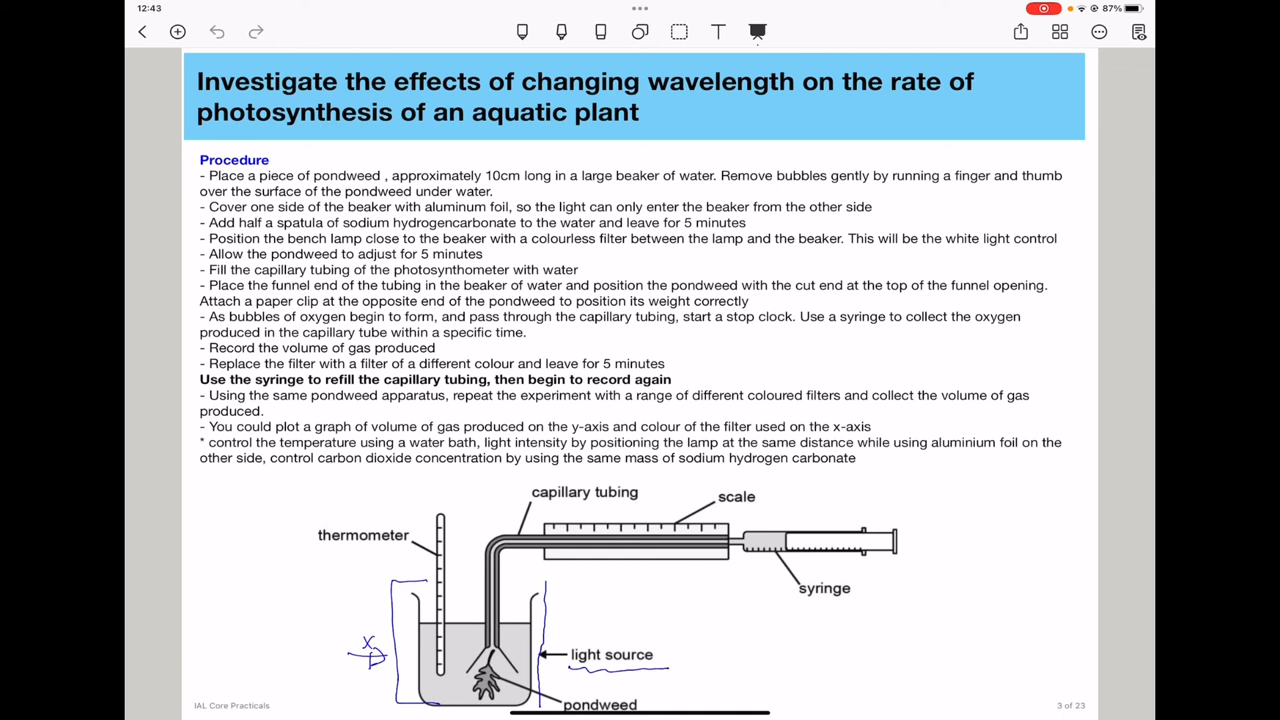 12:43
87%
Investigate the effects of changing wavelength on the rate of
photosynthesis of an aquatic plant
Procedure
- Place a piece of pondweed , approximately 10cm long in a large beaker of water. Remove bubbles gently by running a finger and thumb
over the surface of the pondweed under water.
- Cover one side of the beaker with aluminum foil, so the light can only enter the beaker from the other side
- Add half a spatula of sodium hydrogencarbonate to the water and leave for 5 minutes
- Position the bench lamp close to the beaker with a colourless filter between the lamp and the beaker. This will be the white light control
- Allow the pondweed to adjust for 5 minutes
- Fill the capillary tubing of the photosynthometer with water
- Place the funnel end of the tubing in the beaker of water and position the pondweed with the cut end at the top of the funnel opening.
Attach a paper clip at the opposite end of the pondweed to position its weight correctly
- As bubbles of oxygen begin to form, and pass through the capillary tubing, start a stop clock. Use a syringe to collect the oxygen
produced in the capillary tube within a specific time.
- Record the volume of gas produced
- Replace the filter with a filter of a different colour and leave for 5 minutes
Use the syringe to refill the capillary tubing, then begin to record again
- Using the same pondweed apparatus, repeat the experiment with a range of different coloured filters and collect the volume of gas
produced.
- You could plot a graph of volume of gas produced on the y-axis and colour of the filter used on the x-axis
* control the temperature using a water bath, light intensity by positioning the lamp at the same distance while using aluminium foil on the
other side, control carbon dioxide concentration by using the same mass of sodium hydrogen carbonate
capillary tubing
scale
thermometer
syringe
x
light source
pondweed
IAL Core Practicals
3 of 23